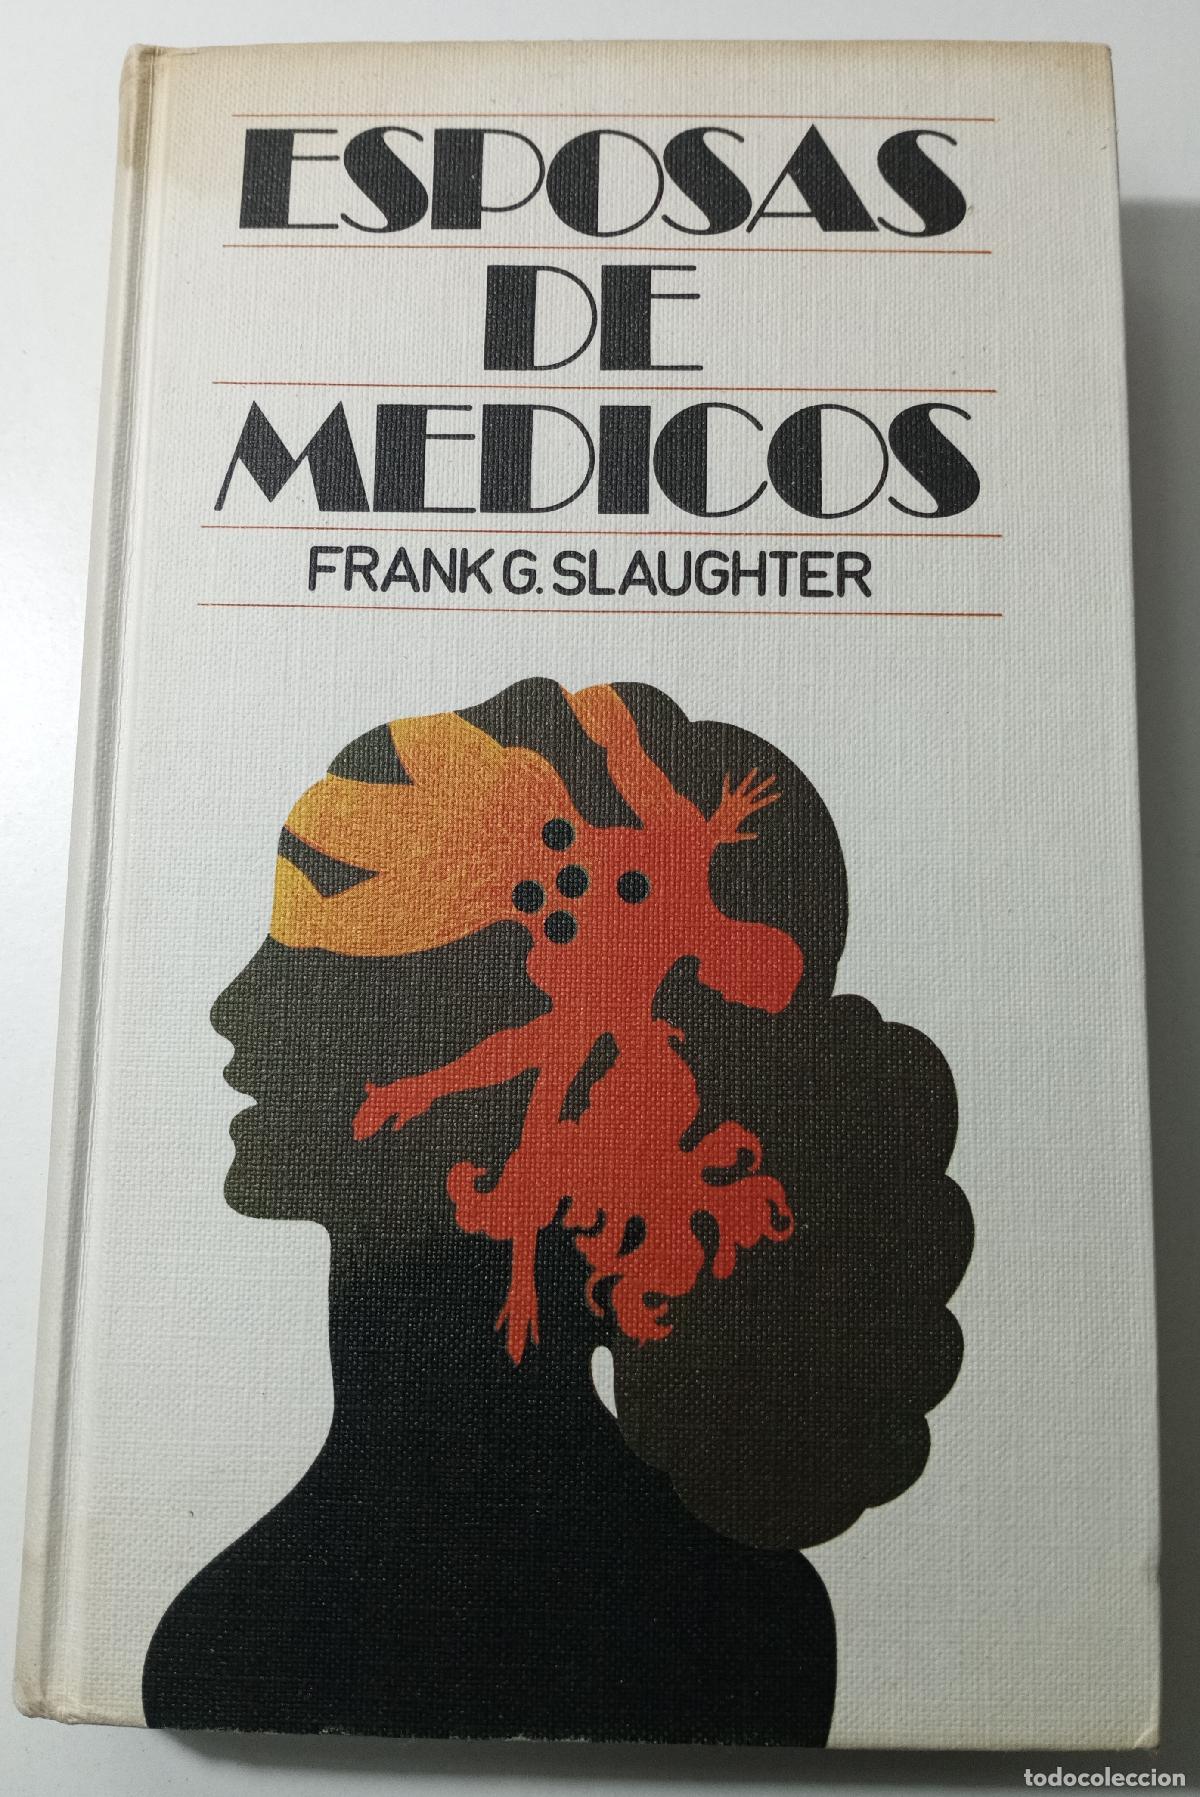 ESPOSAS
DE
MEDICOS
FRANK G. SLAUGHTER
todocoleccion